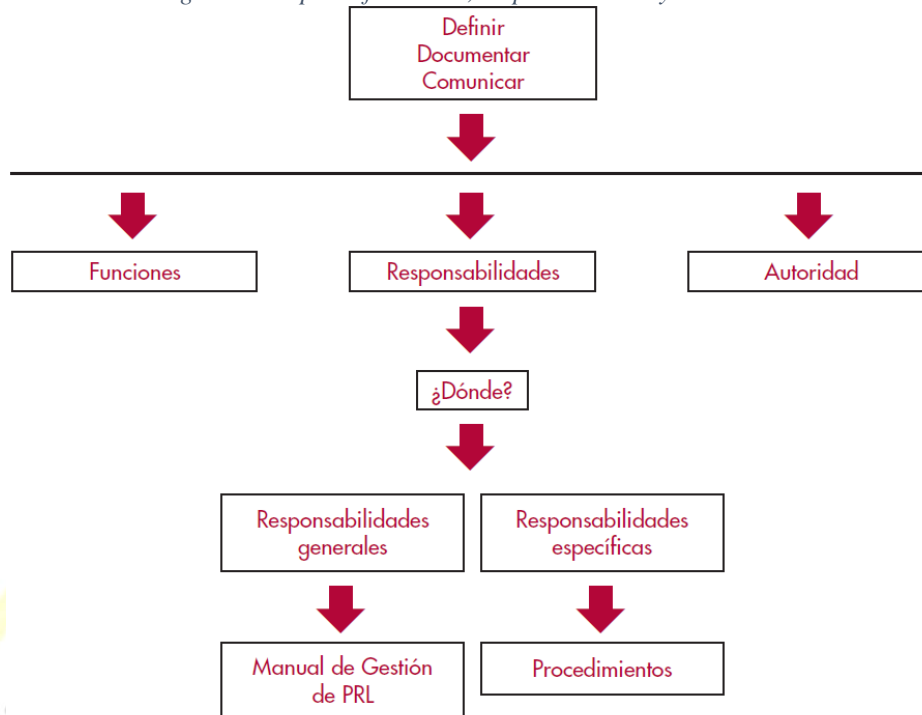 Definir
Documentar
Comunicar
Funciones
Responsabilidades
Autoridad
¿Dónde?
Responsabilidades
generales
Responsabilidades
específicas
Manual de Gestión
de PRL
Procedimientos